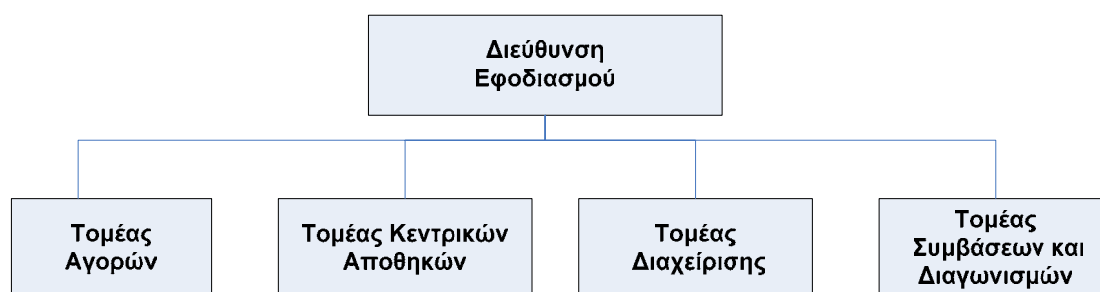 Διεύθυνση
Εφοδιασμού
Τομέας
Αγορών
Τομέας Κεντρικών
Αποθηκών
Τομέας
Διαχείρισης
Τομέας
Συμβάσεων και
Διαγωνισμών